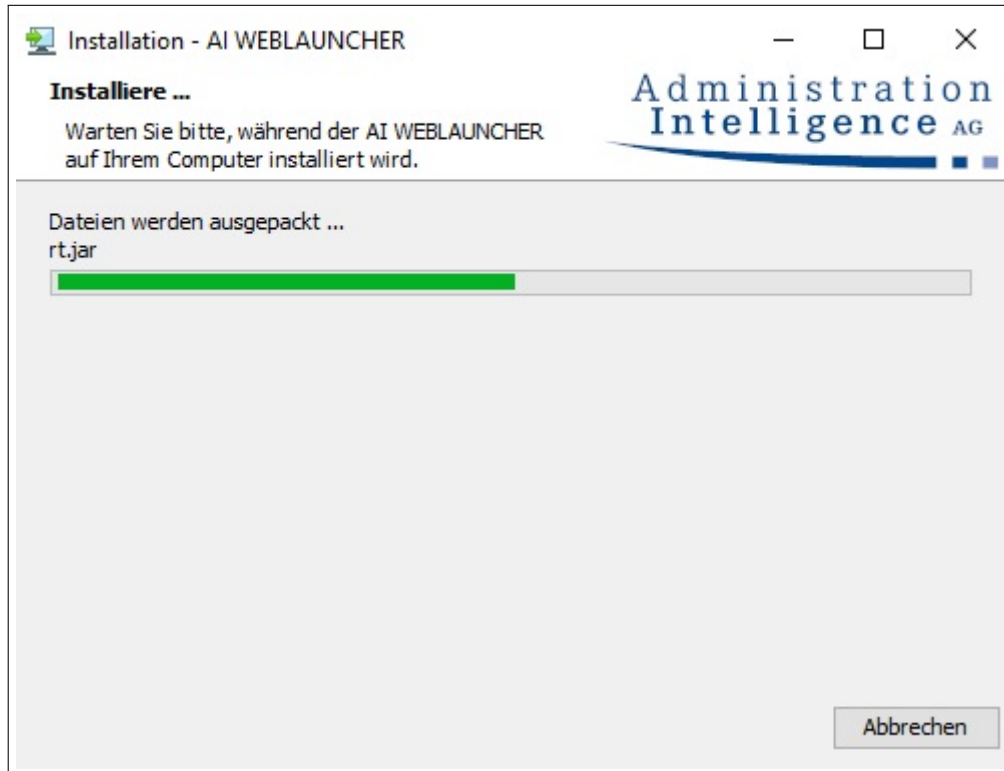 Installation - AI WEBLAUNCHER
Installiere ...
Warten Sie bitte, während der AI WEBLAUNCHER
auf Ihrem Computer installiert wird.
Administration
Intelligence AG
Dateien werden ausgepackt ...
rt.jar
Abbrechen